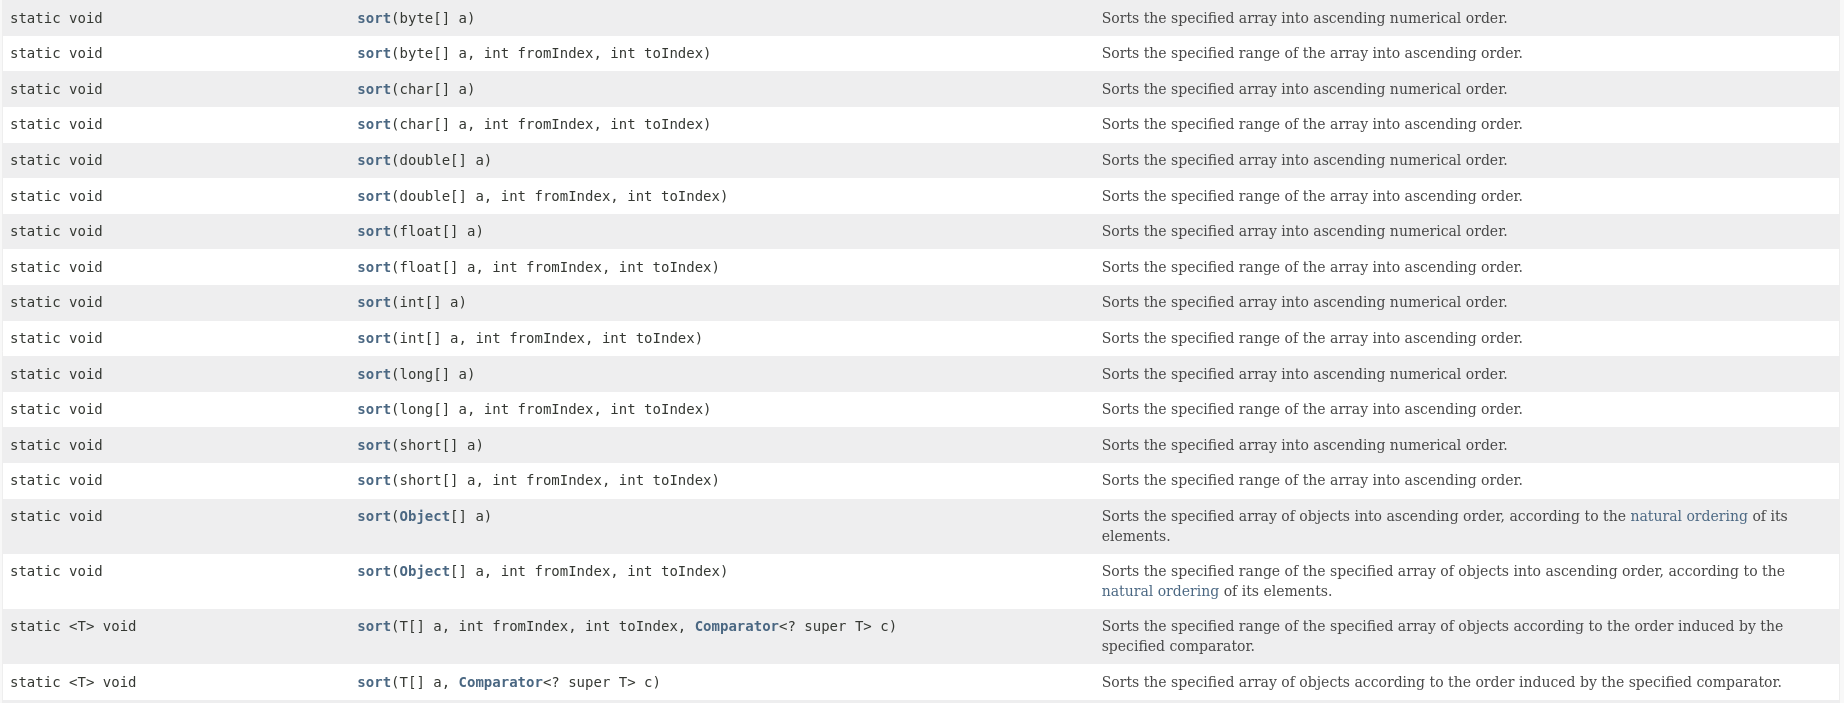 static void sort(byte[] a) Sorts the specified array into ascending numerical order.
static void sort(byte[] a, int fromIndex, int toIndex) Sorts the specified range of the array into ascending order.
static void sort(char[] a) Sorts the specified array into ascending numerical order.
static void sort(char[] a, int fromIndex, int toIndex) Sorts the specified range of the array into ascending order.
static void sort(double[] a) Sorts the specified array into ascending numerical order.
static void sort(double[] a, int fromIndex, int toIndex) Sorts the specified range of the array into ascending order.
static void sort(float[] a) Sorts the specified array into ascending numerical order.
static void sort(float[] a, int fromIndex, int toIndex) Sorts the specified range of the array into ascending order.
static void sort(int[] a) Sorts the specified array into ascending numerical order.
static void sort(int[] a, int fromIndex, int toIndex) Sorts the specified range of the array into ascending order.
static void sort(long[] a) Sorts the specified array into ascending numerical order.
static void sort(long[] a, int fromIndex, int toIndex) Sorts the specified range of the array into ascending order.
static void sort(short[] a) Sorts the specified array into ascending numerical order.
static void sort(short[] a, int fromIndex, int toIndex) Sorts the specified range of the array into ascending order.
static void sort(Object[] a) Sorts the specified array of objects into ascending order, according to the natural ordering of its
elements.
static void sort(Object[] a, int fromIndex, int toIndex) Sorts the specified range of the specified array of objects into ascending order, according to the
natural ordering of its elements.
static <T> void sort(T[] a, int fromIndex, int toIndex, Comparator<? super T> c) Sorts the specified range of the specified array of objects according to the order induced by the
specified comparator.
static <T> void sort(T[] a, Comparator<? super T> c) Sorts the specified array of objects according to the order induced by the specified comparator.